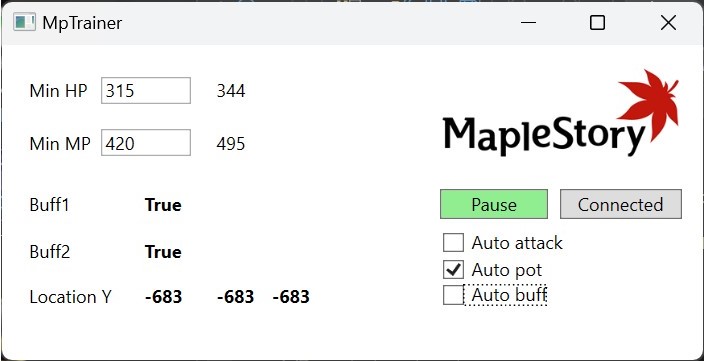 MpTrainer
Min HP 315 344
MapleStory
Min MP 420 495
Buff1 True
Pause Connected
Auto attack
Buff2 True
Auto pot
Location Y -683 -683 -683
Auto buff